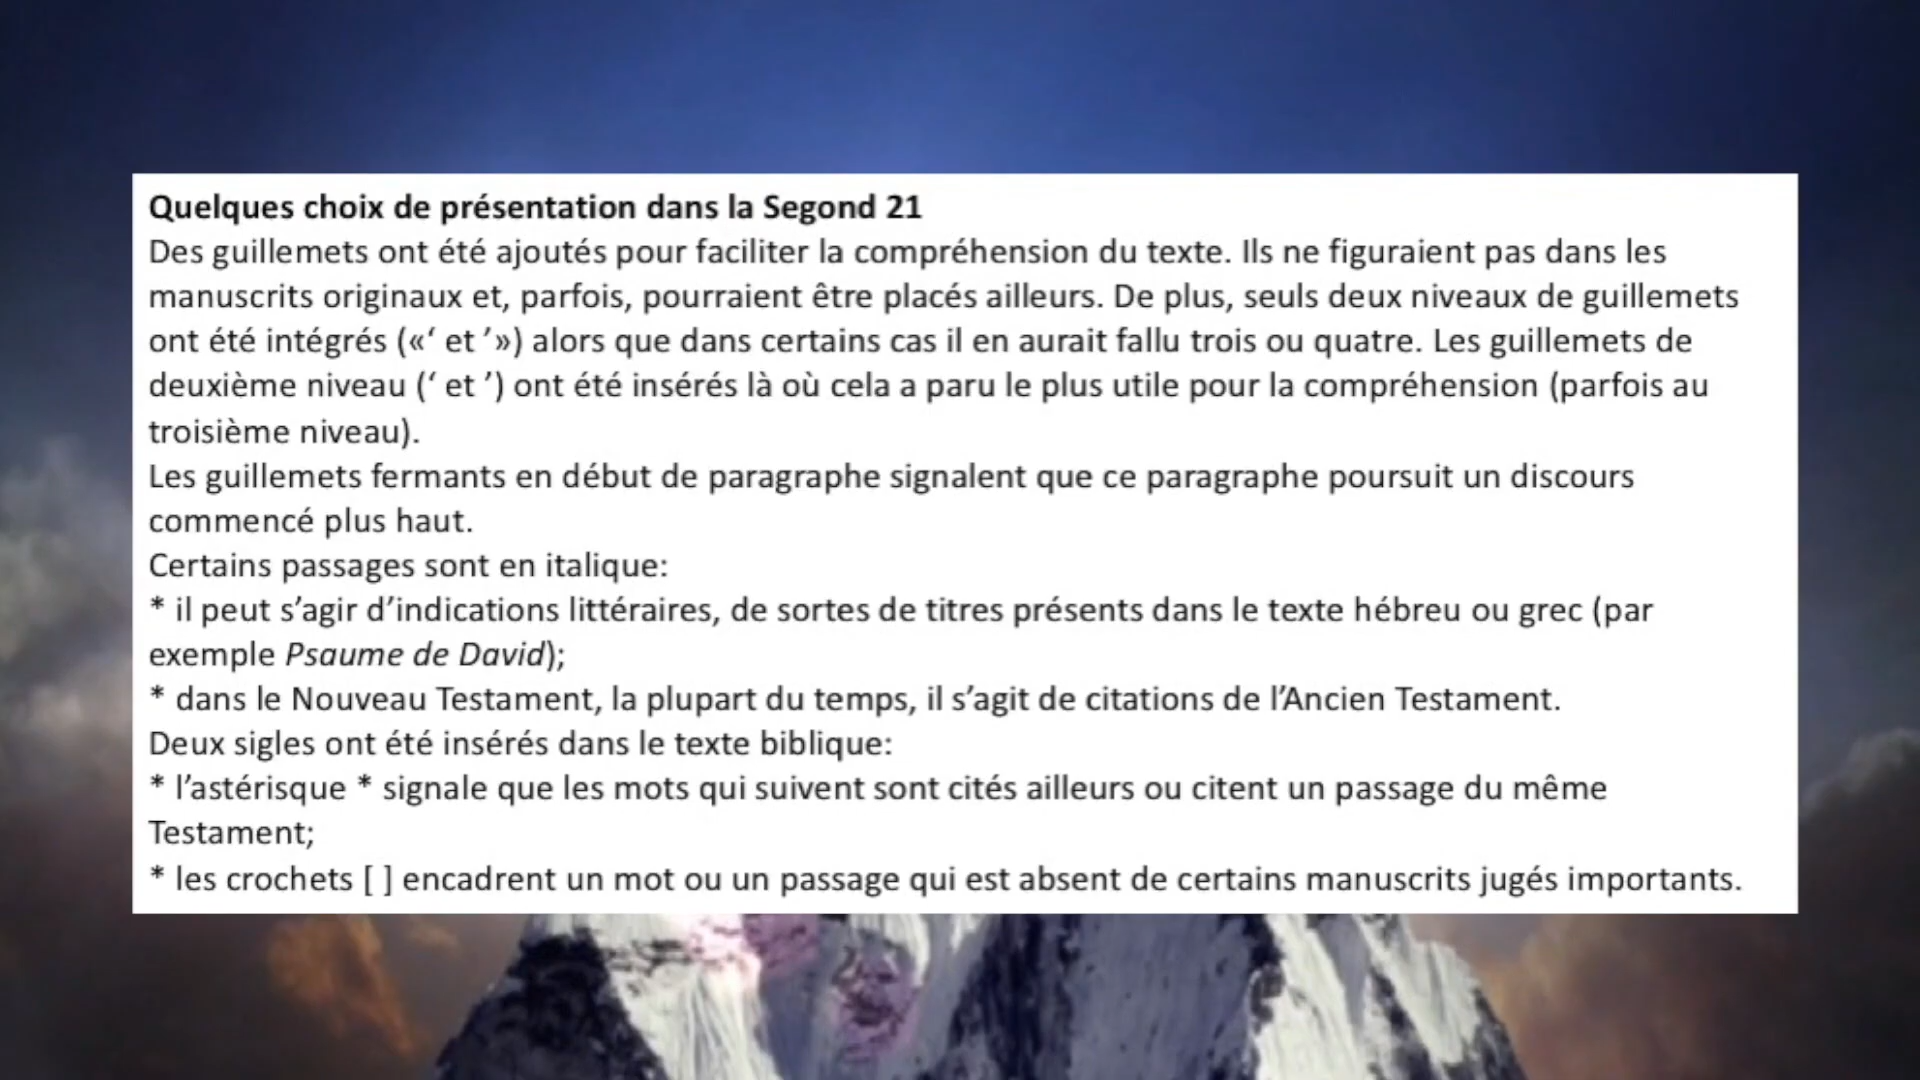 Quelques choix de présentation dans la Segond 21
Des guillemets ont été ajoutés pour faciliter la compréhension du texte. Ils ne figuraient pas dans les
manuscrits originaux et, parfois, pourraient être placés ailleurs. De plus, seuls deux niveaux de guillemets
ont été intégrés («‘ et ’») alors que dans certains cas il en aurait fallu trois ou quatre. Les guillemets de
deuxième niveau (‘ et ’) ont été insérés là où cela a paru le plus utile pour la compréhension (parfois au
troisième niveau).
Les guillemets fermants en début de paragraphe signalent que ce paragraphe poursuit un discours
commencé plus haut.
Certains passages sont en italique:
* il peut s’agir d’indications littéraires, de sortes de titres présents dans le texte hébreu ou grec (par
exemple Psaume de David);
* dans le Nouveau Testament, la plupart du temps, il s’agit de citations de l’Ancien Testament.
Deux sigles ont été insérés dans le texte biblique:
* l’astérisque * signale que les mots qui suivent sont cités ailleurs ou citent un passage du même
Testament;
* les crochets [ ] encadrent un mot ou un passage qui est absent de certains manuscrits jugés importants.